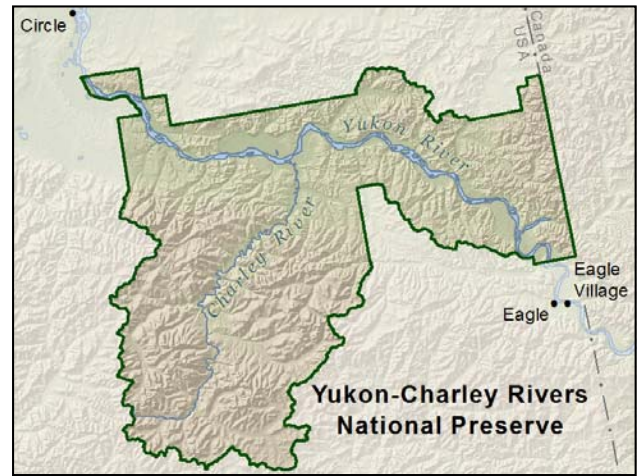 Circle
Canada
USA
Yukon River
Charley River
Eagle
Village
Eagle
Yukon-Charley Rivers
National Preserve